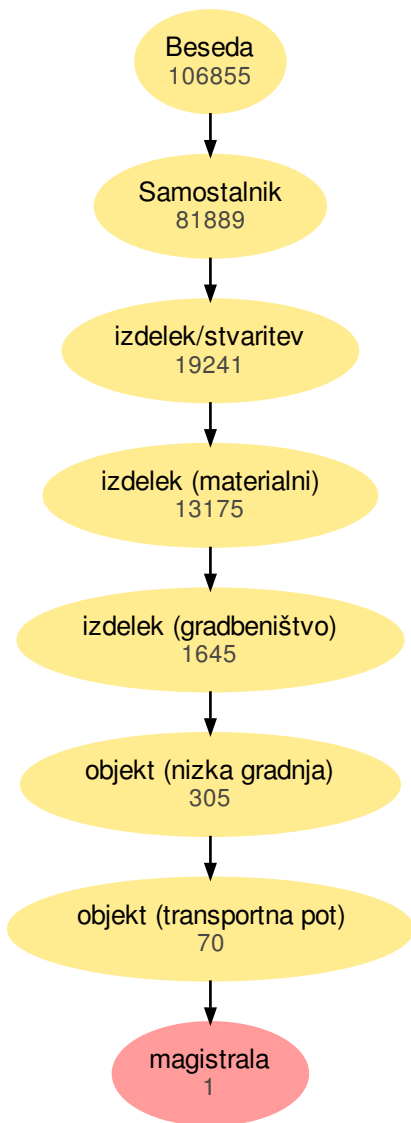 Beseda
106855
Samostalnik
81889
izdelek/stvaritev
19241
izdelek (materialni)
13175
izdelek (gradbeništvo)
1645
objekt (nizka gradnja)
305
objekt (transportna pot)
70
magistrala
1